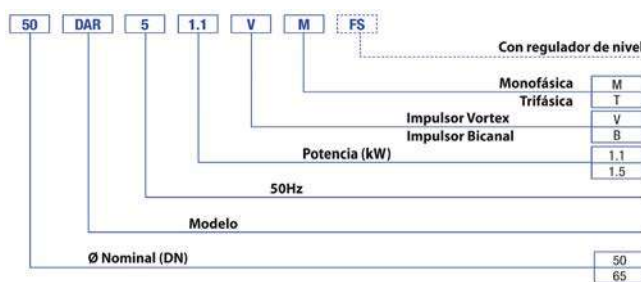 50 DAR 5 1.1 V M FS
Con regulador de nivel
Monofásica M
Trifásica T
Impulsor Vortex V
Impulsor Bicanal B
Potencia (kW) 1.1
1.5
50Hz
Modelo
Ø Nominal (DN) 50
65